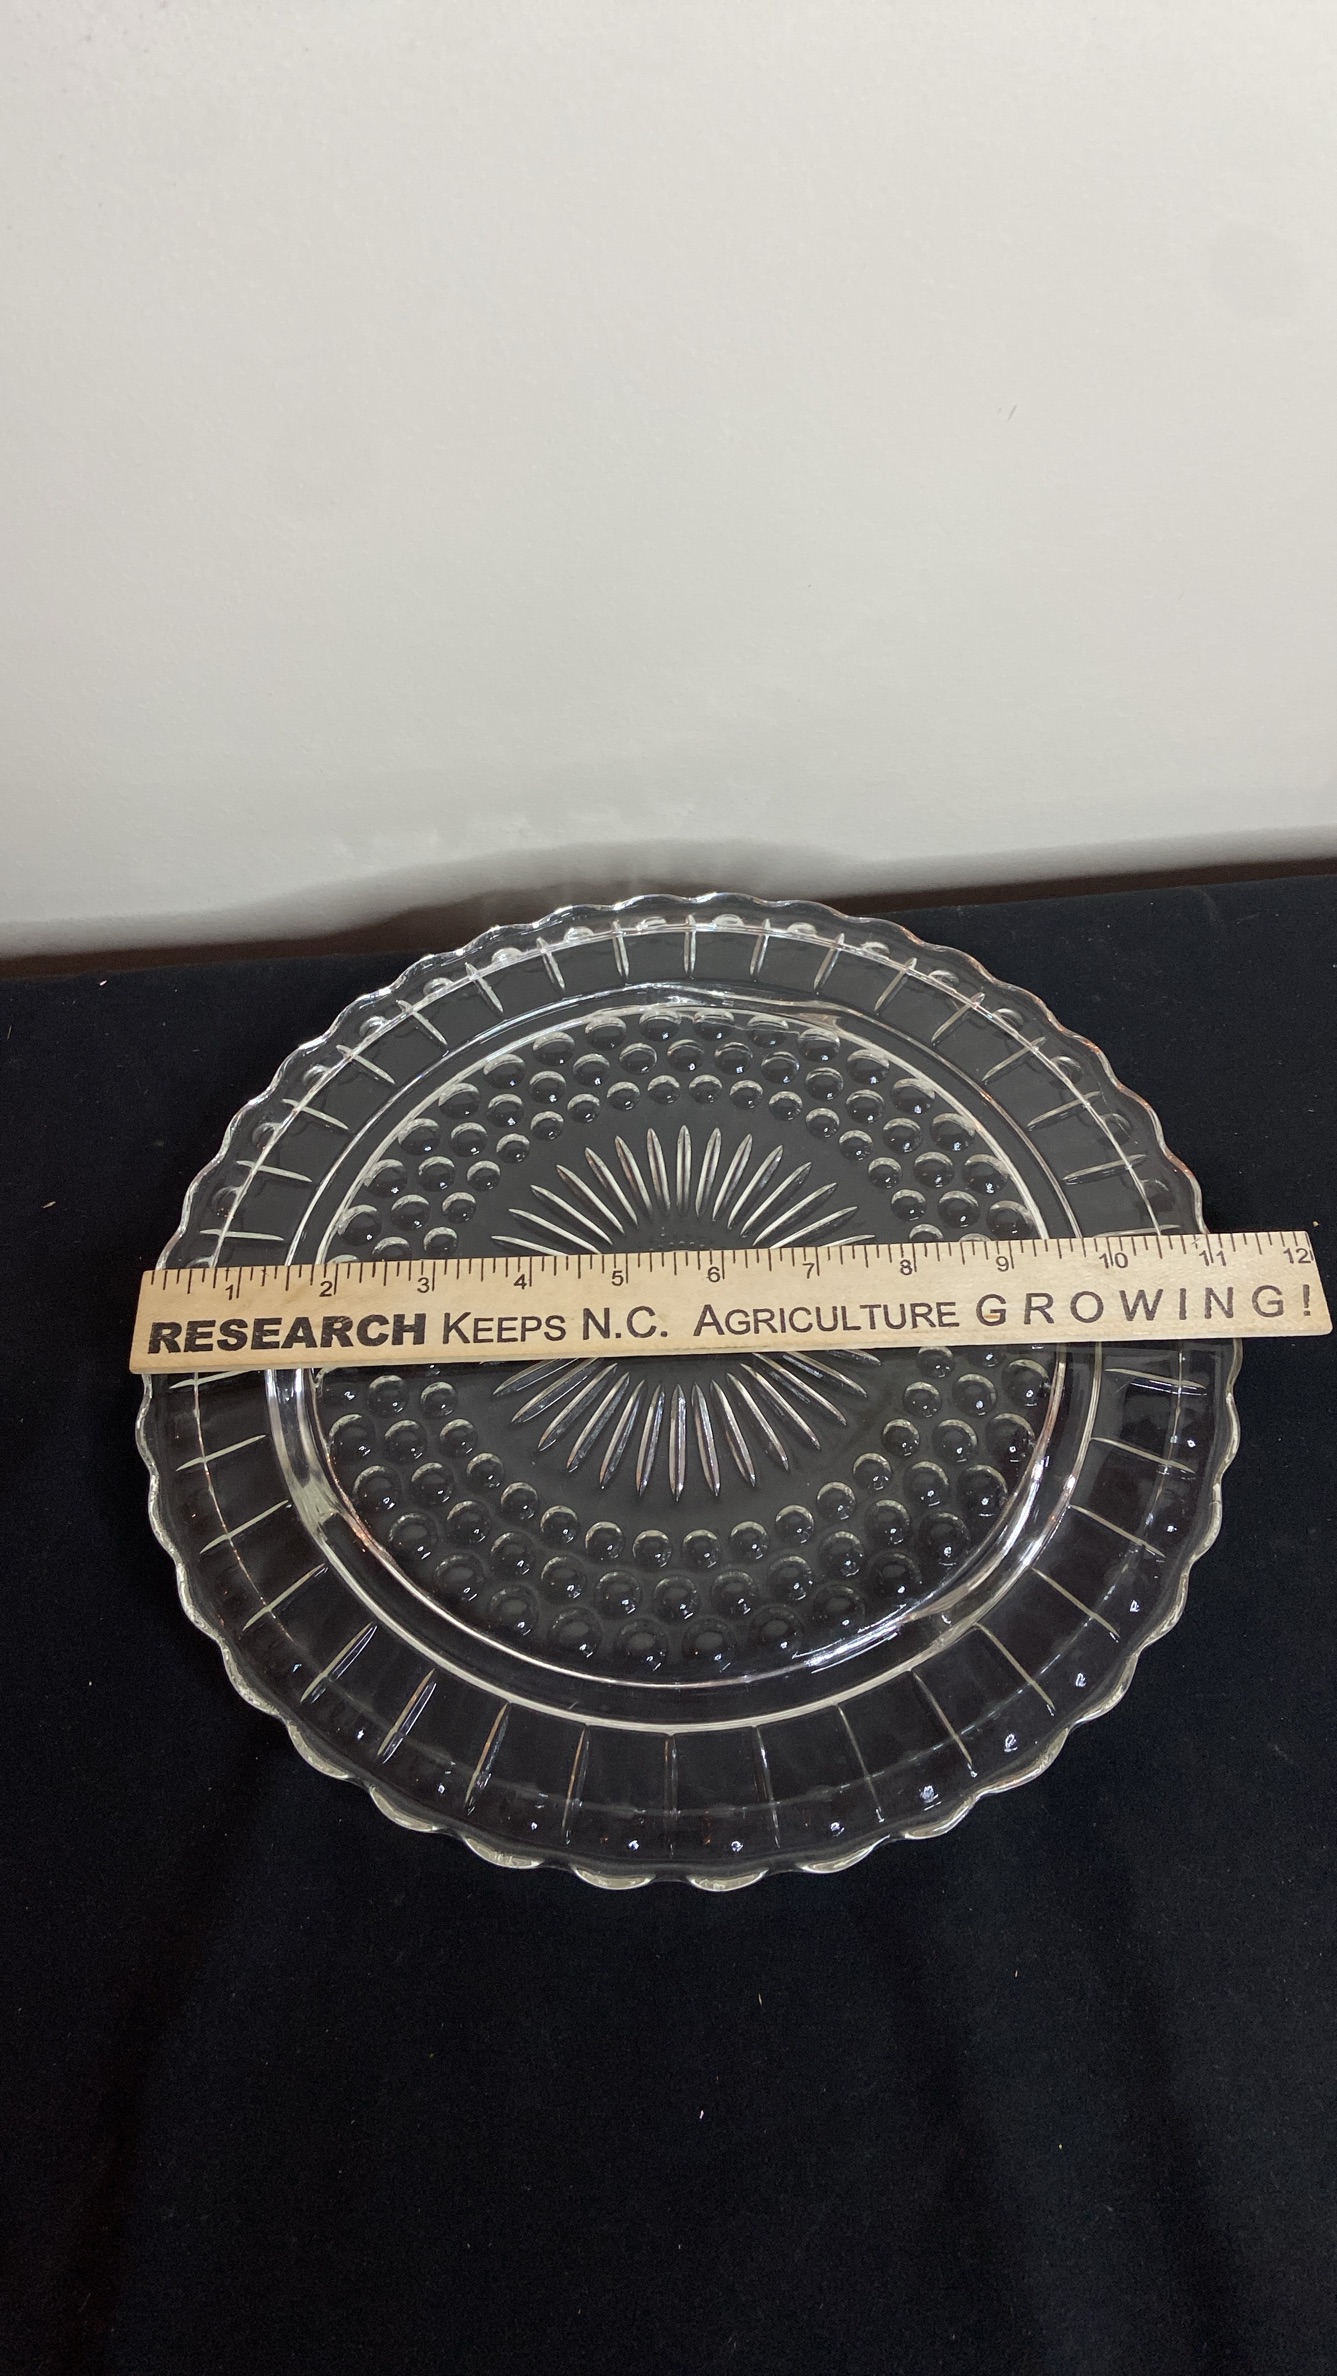 1 2 3 4 5 6 7 8 9 10 11 12
RESEARCH KEEPS N.C. AGRICULTURE GROWING!